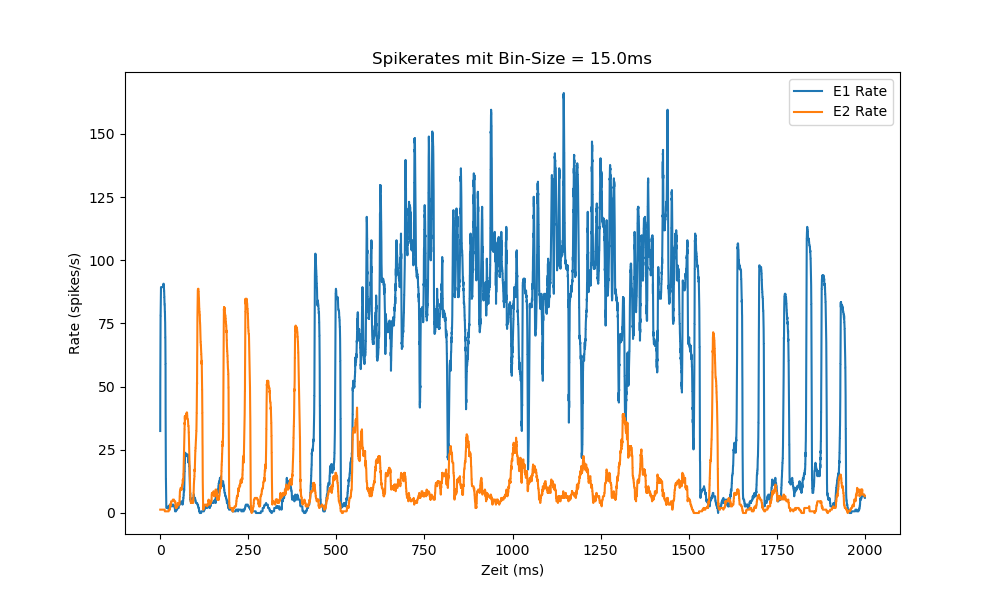 Spikerates mit Bin-Size = 15.0ms
E1 Rate
E2 Rate
Rate (spikes/s)
150
125
100
75
50
25
0
0 250 500 750 1000 1250 1500 1750 2000
Zeit (ms)